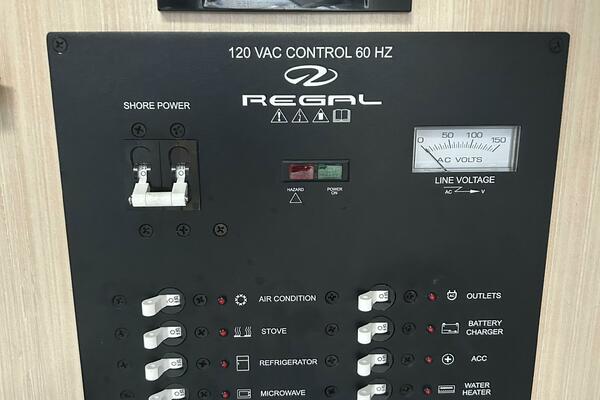 120 VAC CONTROL 60 HZ
REGAL
SHORE POWER
0 50 100 150
AC VOLTS
LINE VOLTAGE
AC V
HAZARD
POWER
ON
AIR CONDITION
OUTLETS
STOVE
BATTERY
CHARGER
REFRIGERATOR
ACC
MICROWAVE
WATER
HEATER